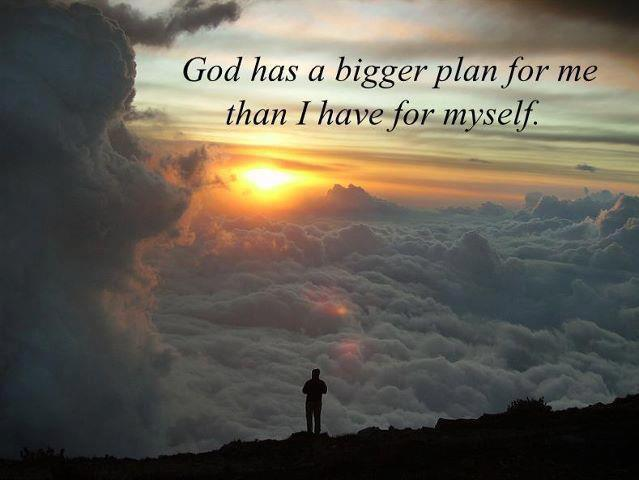 God has a bigger plan for me
than I have for myself.